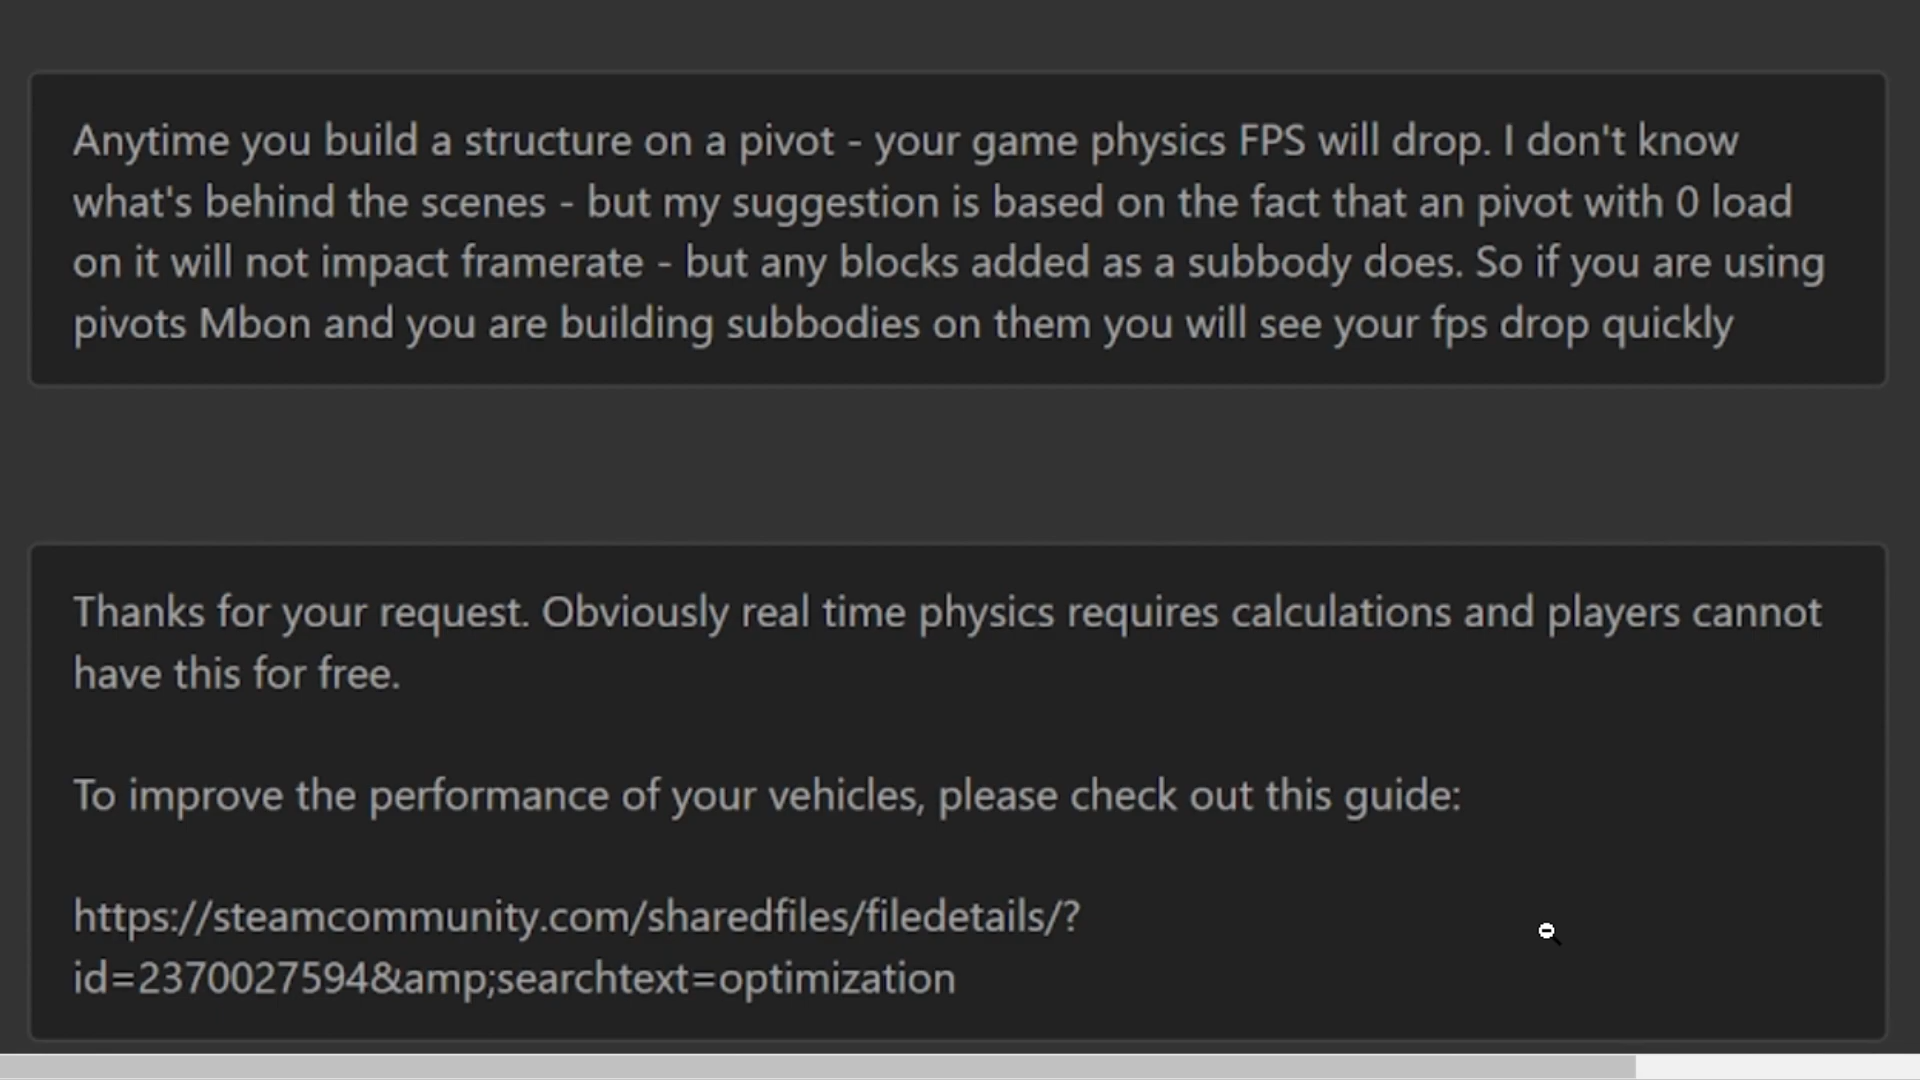 Anytime you build a structure on a pivot - your game physics FPS will drop. I don't know
what's behind the scenes - but my suggestion is based on the fact that an pivot with 0 load
on it will not impact framerate - but any blocks added as a subbody does. So if you are using
pivots Mbon and you are building subbodies on them you will see your fps drop quickly
Thanks for your request. Obviously real time physics requires calculations and players cannot
have this for free.
To improve the performance of your vehicles, please check out this guide:
https://steamcommunity.com/sharedfiles/filedetails/?
id=2370027594&amp;searchtext=optimization